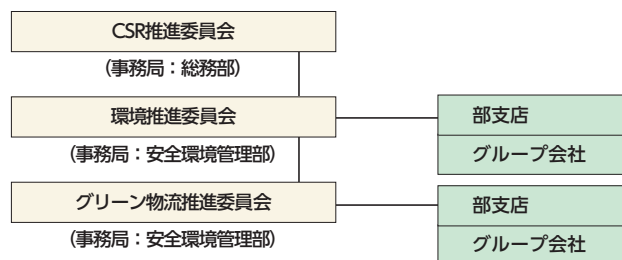 CSR推進委員会
(事務局：総務部)
環境推進委員会
(事務局：安全環境管理部)
部支店
グループ会社
グリーン物流推進委員会
(事務局：安全環境管理部)
部支店
グループ会社